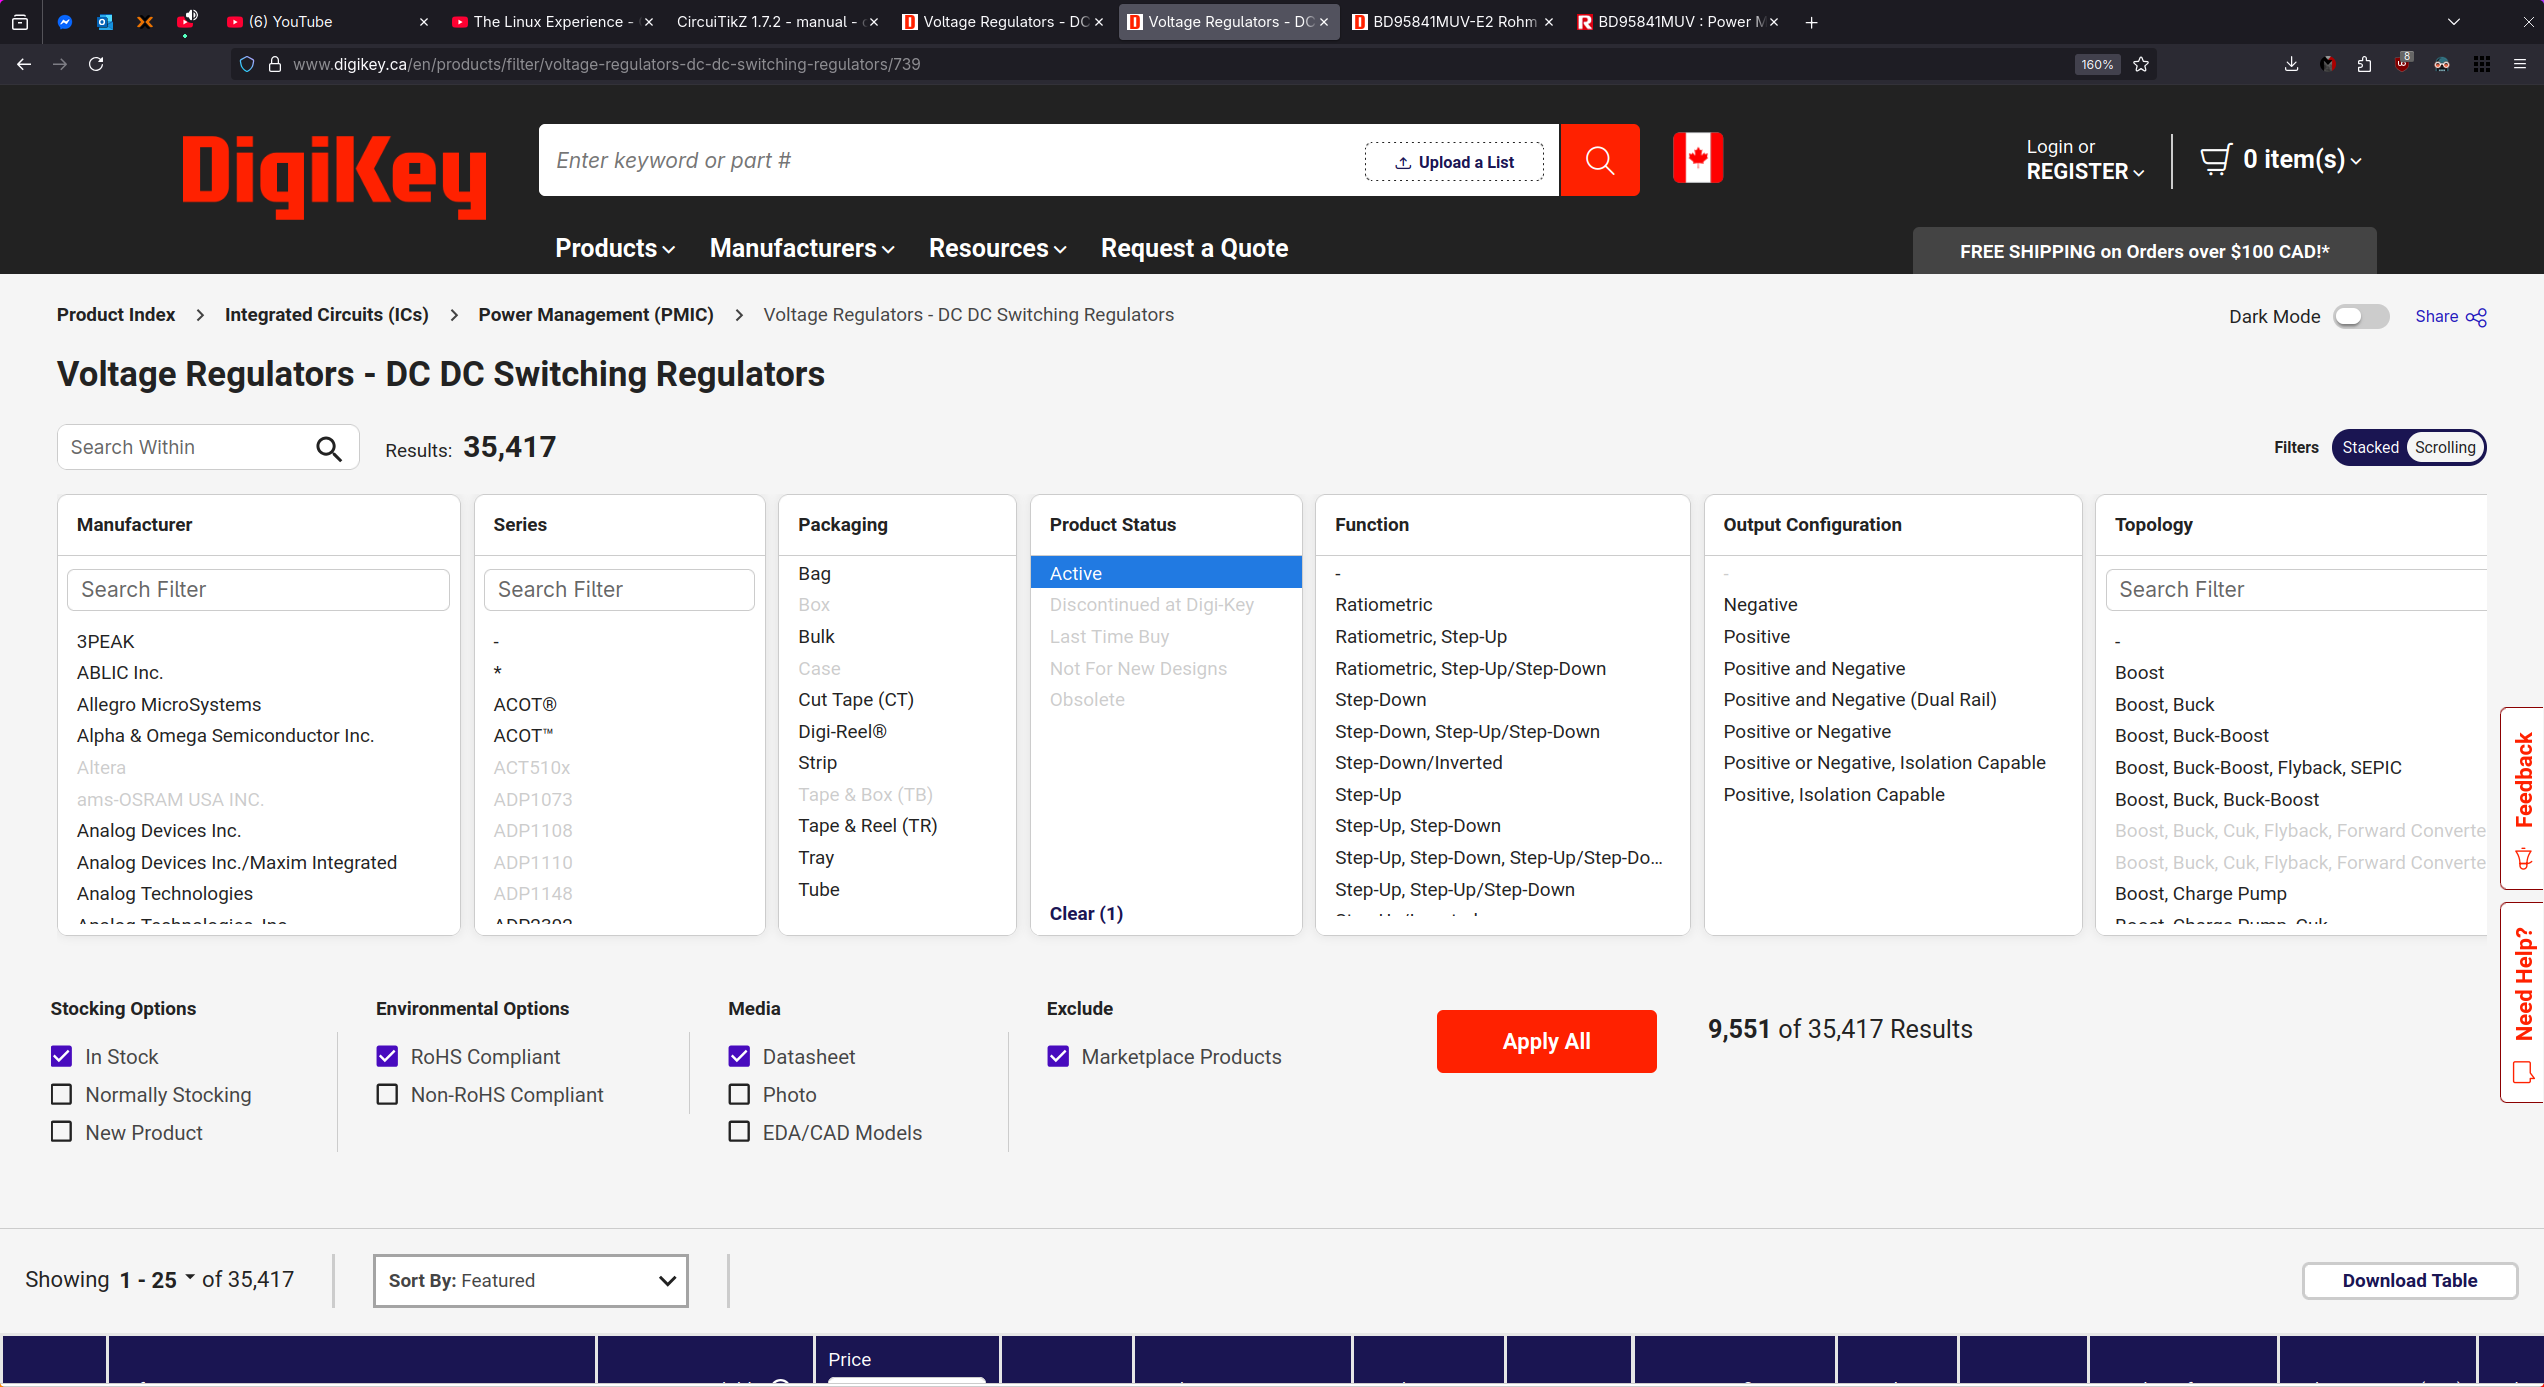 (6) YouTube
The Linux Experience -
CircuiTikZ 1.7.2 - manual -
Voltage Regulators - DC
Voltage Regulators - DC
BD95841MUV-E2 Rohm
BD95841MUV : Power M
www.digikey.ca/en/products/filter/voltage-regulators-dc-dc-switching-regulators/739
160%
8
DigiKey
Enter keyword or part #
Upload a List
Login or
REGISTER
0 item(s)
Products
Manufacturers
Resources
Request a Quote
FREE SHIPPING on Orders over $100 CAD!*
Product Index > Integrated Circuits (ICs) > Power Management (PMIC) > Voltage Regulators - DC DC Switching Regulators
Dark Mode
Share
Voltage Regulators - DC DC Switching Regulators
Search Within
Results: 35,417
Filters
Stacked
Scrolling
Manufacturer
Search Filter
3PEAK
ABLIC Inc.
Allegro MicroSystems
Alpha & Omega Semiconductor Inc.
Altera
ams-OSRAM USA INC.
Analog Devices Inc.
Analog Devices Inc./Maxim Integrated
Analog Technologies
Analog Technologies, Inc.
Series
Search Filter
-
*
ACOT®
ACOT™
ACT510x
ADP1073
ADP1108
ADP1110
ADP1148
ADP2302
Packaging
Bag
Box
Bulk
Case
Cut Tape (CT)
Digi-Reel®
Strip
Tape & Box (TB)
Tape & Reel (TR)
Tray
Tube
Product Status
Active
Discontinued at Digi-Key
Last Time Buy
Not For New Designs
Obsolete
Clear (1)
Function
-
Ratiometric
Ratiometric, Step-Up
Ratiometric, Step-Up/Step-Down
Step-Down
Step-Down, Step-Up/Step-Down
Step-Down/Inverted
Step-Up
Step-Up, Step-Down
Step-Up, Step-Down, Step-Up/Step-Do...
Step-Up, Step-Up/Step-Down
Step-Up/Inverted
Output Configuration
-
Negative
Positive
Positive and Negative
Positive and Negative (Dual Rail)
Positive or Negative
Positive or Negative, Isolation Capable
Positive, Isolation Capable
Topology
Search Filter
-
Boost
Boost, Buck
Boost, Buck-Boost
Boost, Buck-Boost, Flyback, SEPIC
Boost, Buck, Buck-Boost
Boost, Buck, Cuk, Flyback, Forward Converte
Boost, Buck, Cuk, Flyback, Forward Converte
Boost, Charge Pump
Boost, Charge Pump, Cuk
Feedback
Need Help?
Stocking Options
In Stock
Normally Stocking
New Product
Environmental Options
RoHS Compliant
Non-RoHS Compliant
Media
Datasheet
Photo
EDA/CAD Models
Exclude
Marketplace Products
Apply All
9,551 of 35,417 Results
Showing 1 - 25 of 35,417
Sort By: Featured
Download Table
Price